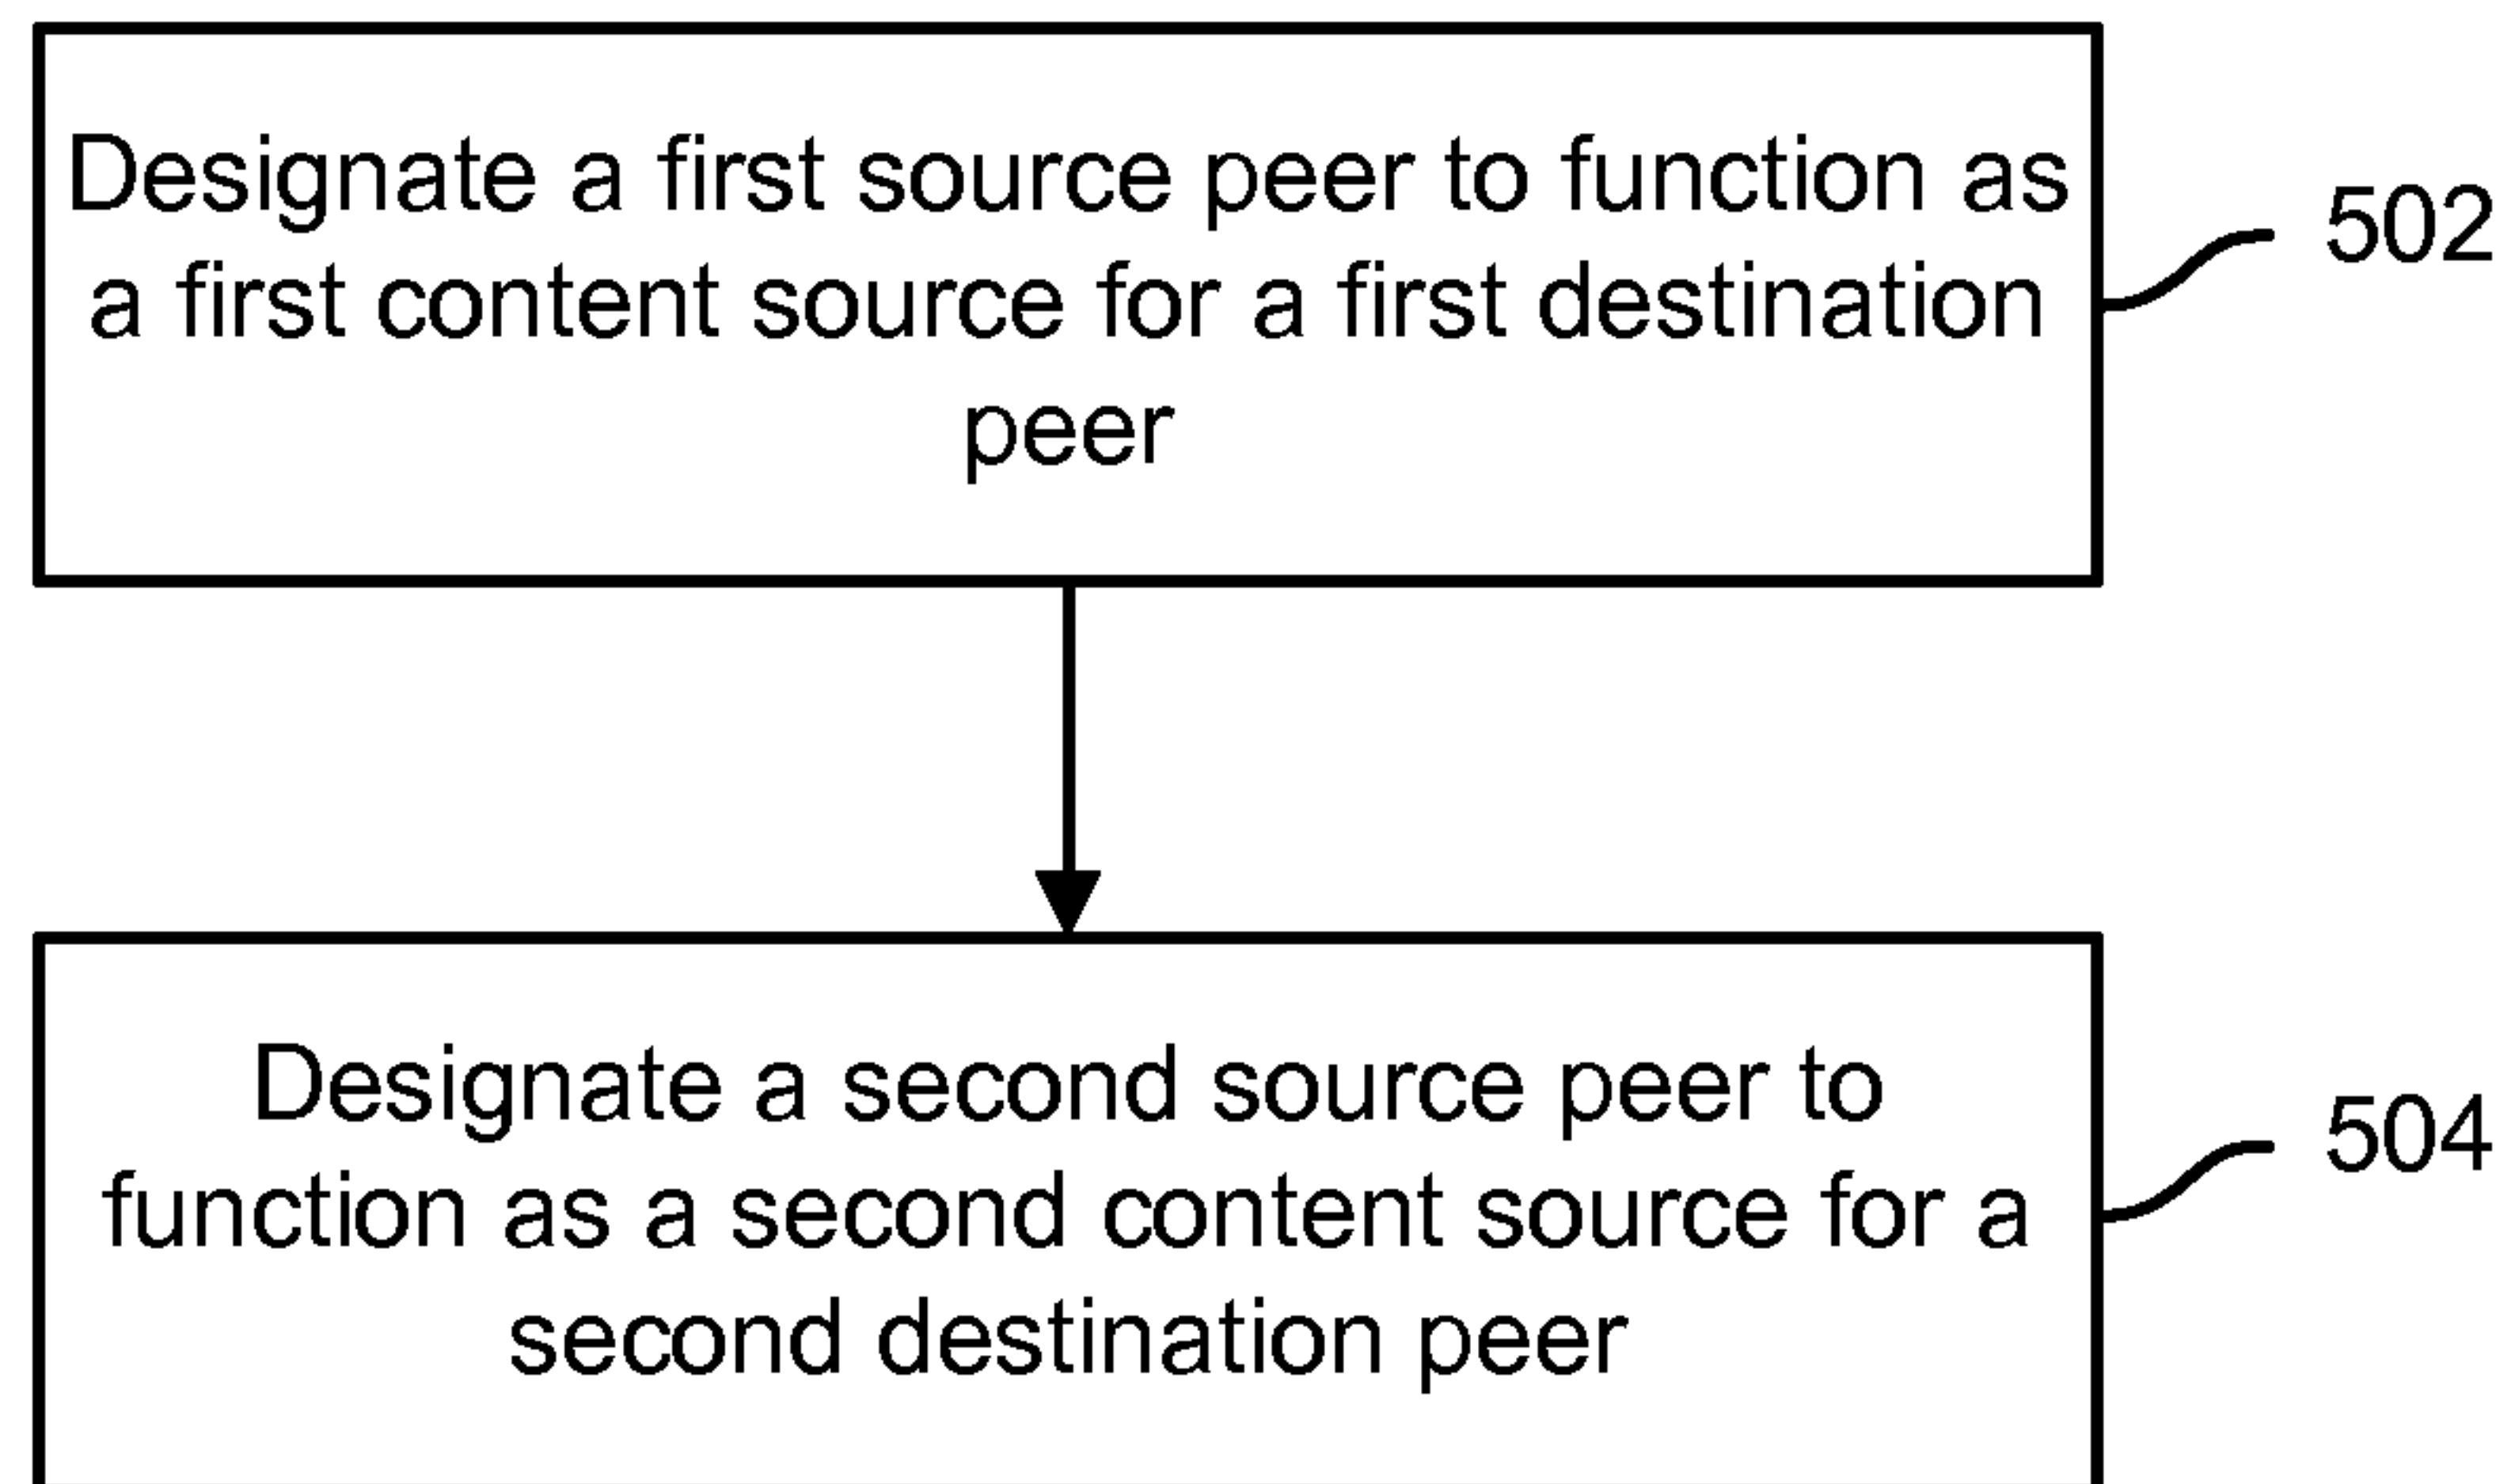 Designate a first source peer to function as
a first content source for a first destination
peer
502
Designate a second source peer to
function as a second content source for a
second destination peer
504